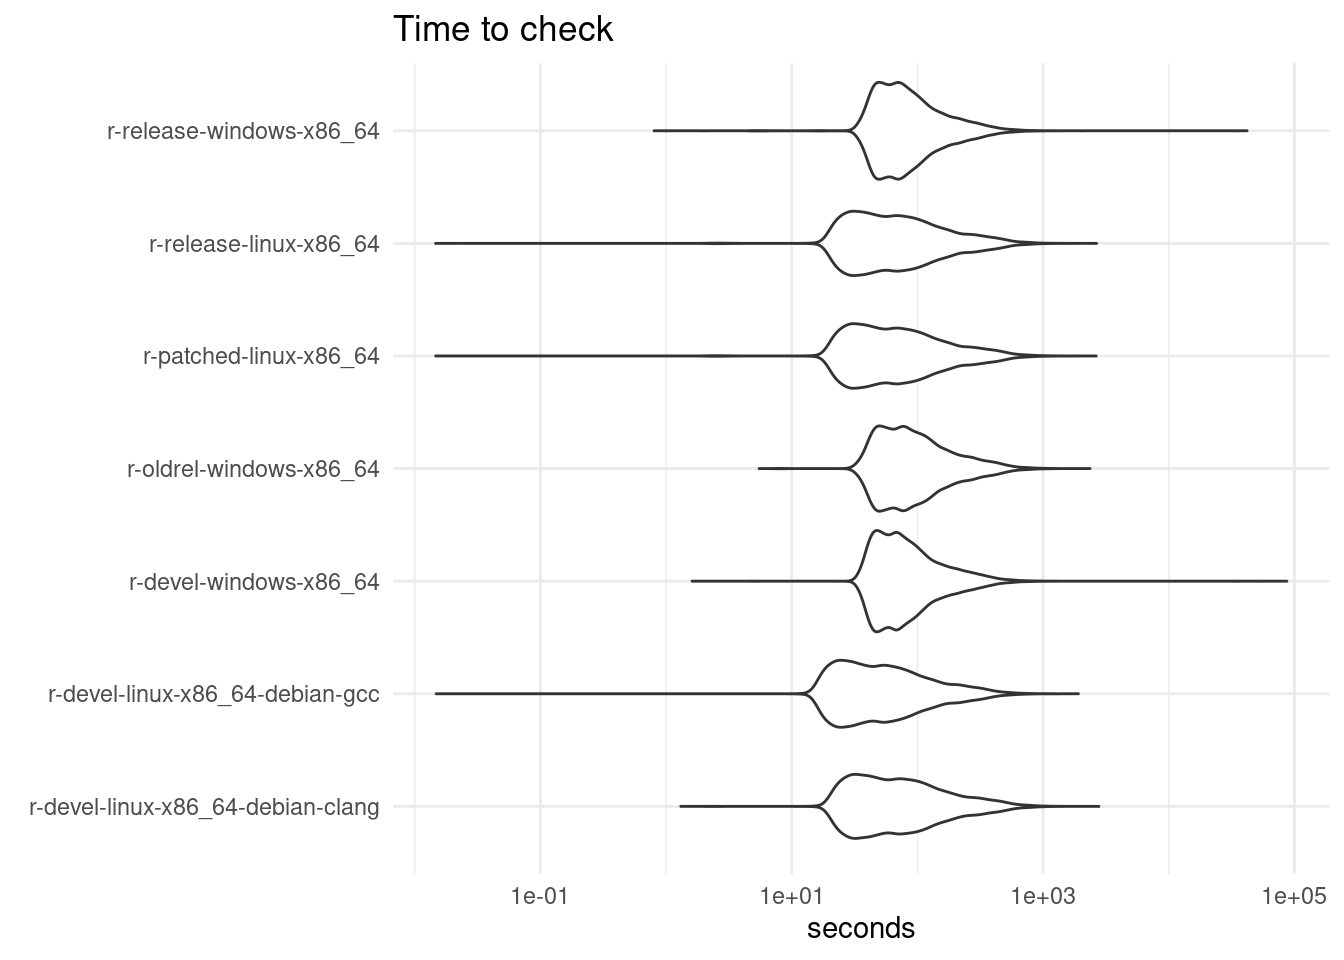 Time to check
r-release-windows-x86_64
r-release-linux-x86_64
r-patched-linux-x86_64
r-oldrel-windows-x86_64
r-devel-windows-x86_64
r-devel-linux-x86_64-debian-gcc
r-devel-linux-x86_64-debian-clang
1e-01 1e+01 1e+03 1e+05
seconds